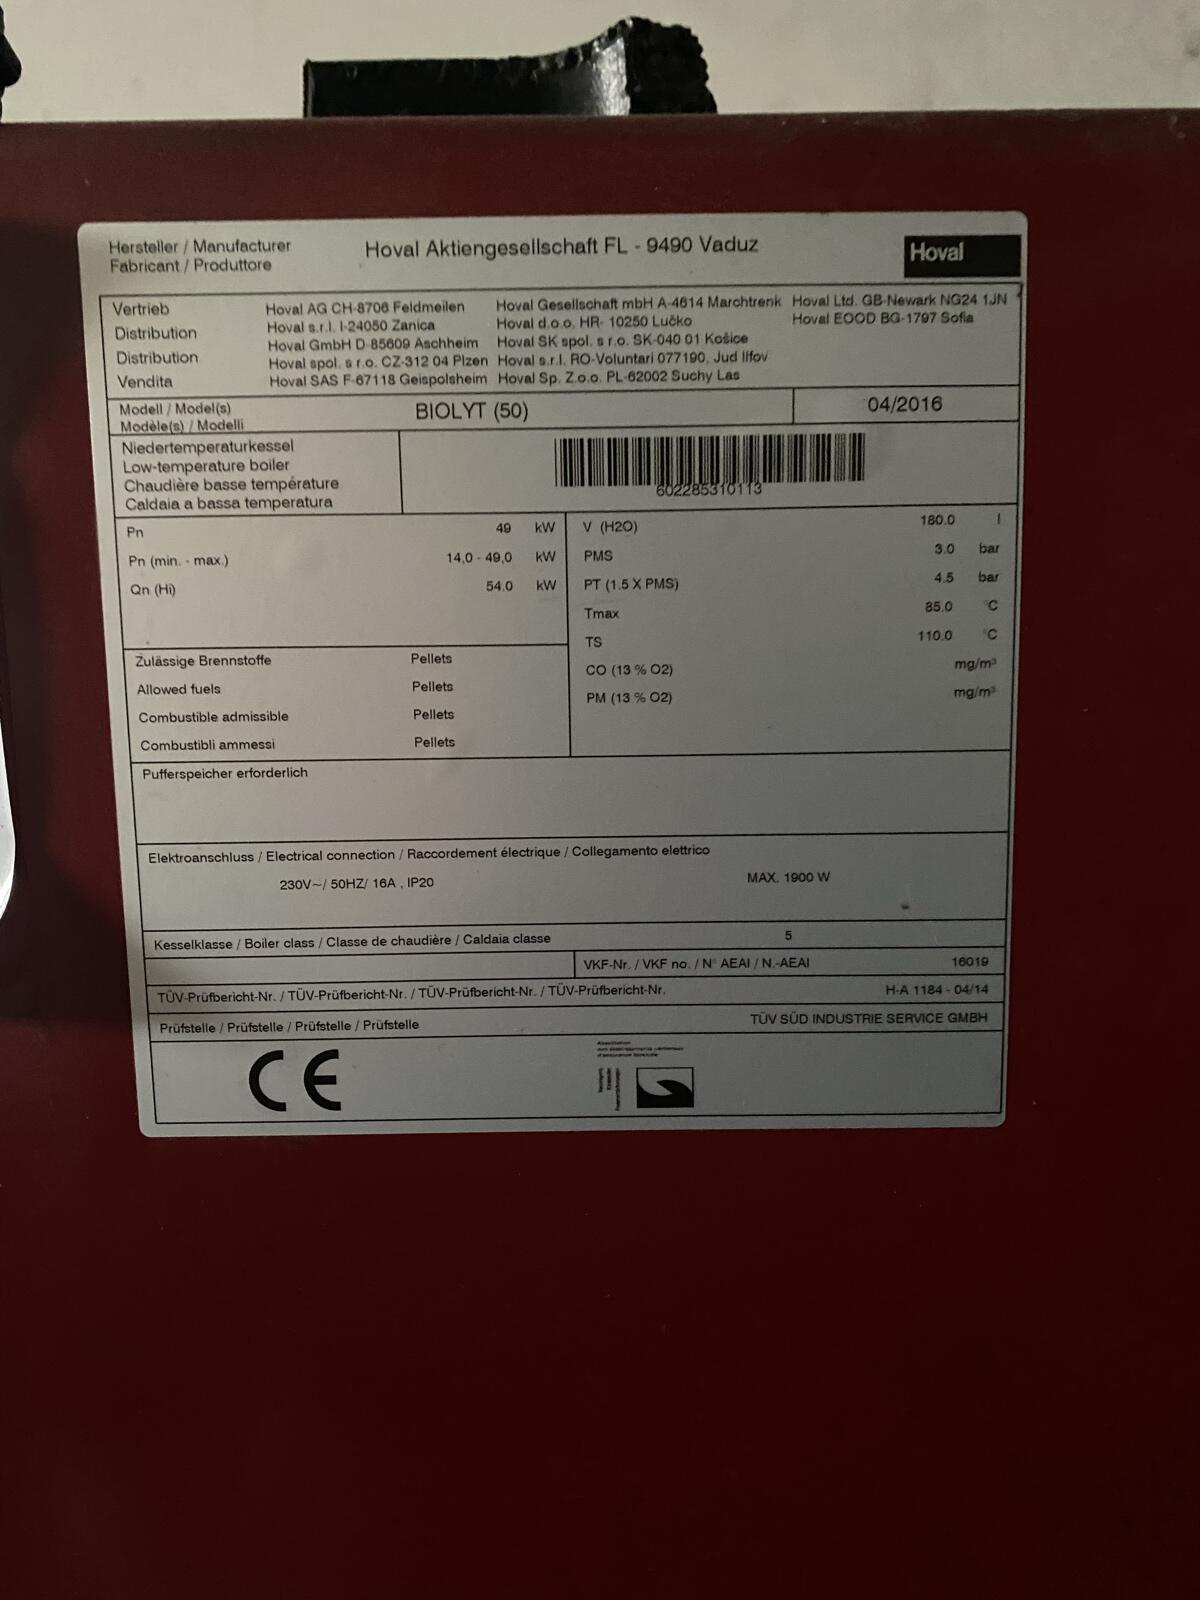 Hersteller / Manufacturer
Fabricant / Produttore
Hoval Aktiengesellschaft FL - 9490 Vaduz
Hoval
Vertrieb
Distribution
Distribution
Vendita
Hoval AG CH-8706 Feldmeilen
Hoval s.r.l. I-24050 Zanica
Hoval GmbH D-85609 Aschheim
Hoval spol. s r.o. CZ-312 04 Plzen
Hoval SAS F-67118 Geispolsheim
Hoval Gesellschaft mbH A-4614 Marchtrenk
Hoval d.o.o. HR- 10250 Lučko
Hoval SK spol. s r.o. SK-040 01 Košice
Hoval s.r.l. RO-Voluntari 077190, Jud Ilfov
Hoval Sp. Z.o.o. PL-62002 Suchy Las
Hoval Ltd. GB-Newark NG24 1JN
Hoval EOOD BG-1797 Sofia
Modell / Model(s)
Modèle(s) / Modelli
BIOLYT (50)
04/2016
Niedertemperaturkessel
Low-temperature boiler
Chaudière basse température
Caldaia a bassa temperatura
602285310113
Pn 49 kW
Pn (min. - max.) 14,0 - 49,0 kW
Qn (Hi) 54.0 kW
V (H2O) 180.0 l
PMS 3.0 bar
PT (1.5 X PMS) 4.5 bar
Tmax 85.0 °C
TS 110.0 °C
CO (13 % O2) mg/m³
PM (13 % O2) mg/m³
Zulässige Brennstoffe Pellets
Allowed fuels Pellets
Combustible admissible Pellets
Combustibli ammessi Pellets
Pufferspeicher erforderlich
Elektroanschluss / Electrical connection / Raccordement électrique / Collegamento elettrico
230V~/ 50HZ/ 16A , IP20 MAX. 1900 W
Kesselklasse / Boiler class / Classe de chaudière / Caldaia classe 5
VKF-Nr. / VKF no. / N° AEAI / N.-AEAI 16019
TÜV-Prüfbericht-Nr. / TÜV-Prüfbericht-Nr. / TÜV-Prüfbericht-Nr. / TÜV-Prüfbericht-Nr. H-A 1184 - 04/14
Prüfstelle / Prüfstelle / Prüfstelle / Prüfstelle TÜV SÜD INDUSTRIE SERVICE GMBH
CE